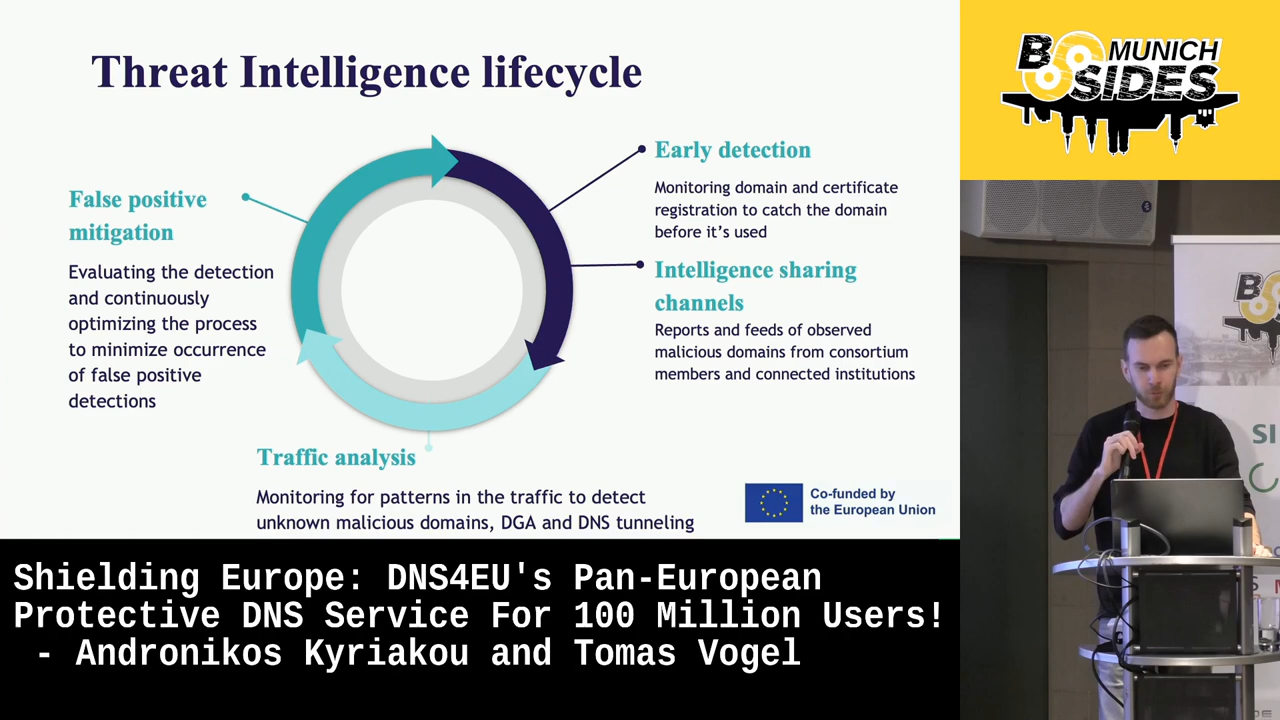 Threat Intelligence lifecycle
B SIDES MUNICH
Early detection
Monitoring domain and certificate
registration to catch the domain
before it’s used
False positive
mitigation
Evaluating the detection
and continuously
optimizing the process
to minimize occurrence
of false positive
detections
Intelligence sharing
channels
Reports and feeds of observed
malicious domains from consortium
members and connected institutions
Traffic analysis
Monitoring for patterns in the traffic to detect
unknown malicious domains, DGA and DNS tunneling
Co-funded by
the European Union
SI
Shielding Europe: DNS4EU's Pan-European
Protective DNS Service For 100 Million Users!
- Andronikos Kyriakou and Tomas Vogel